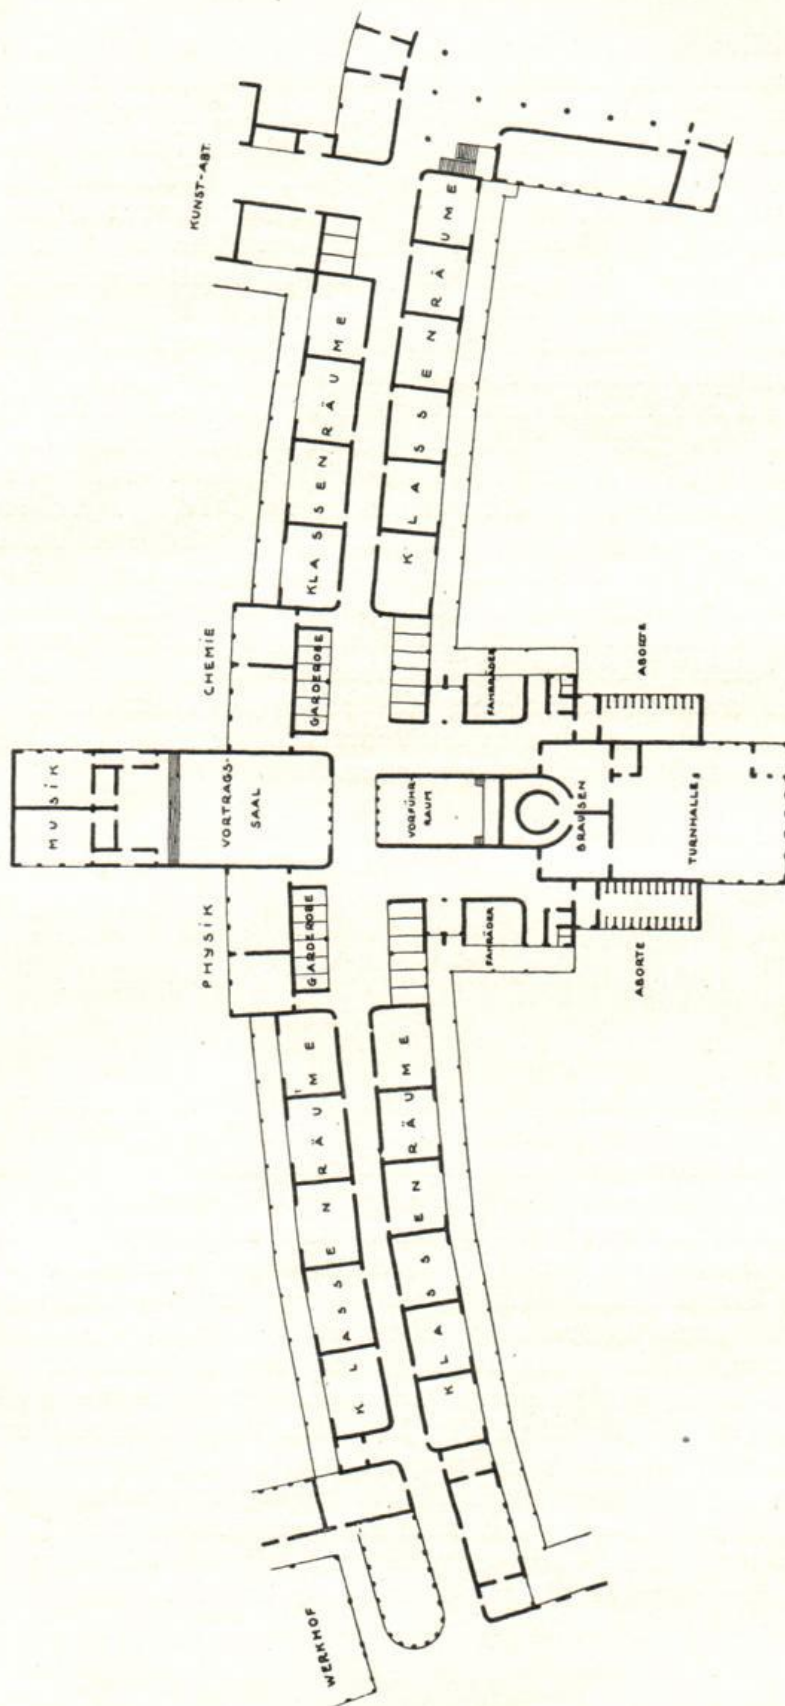 KUNST-ABT.
KLASSENRÄUME
KLASSENRÄUME
CHEMIE
GARDEROBE
FAHRRÄDER
ABORTE
MUSIK
VORTRAGS-
SAAL
VORFÜHR-
RAUM
BRAUSEN
TURNHALLE
PHYSIK
GARDEROBE
FAHRÄDER
ABORTE
KLASSENRÄUME
KLASSENRÄUME
WERKHOF